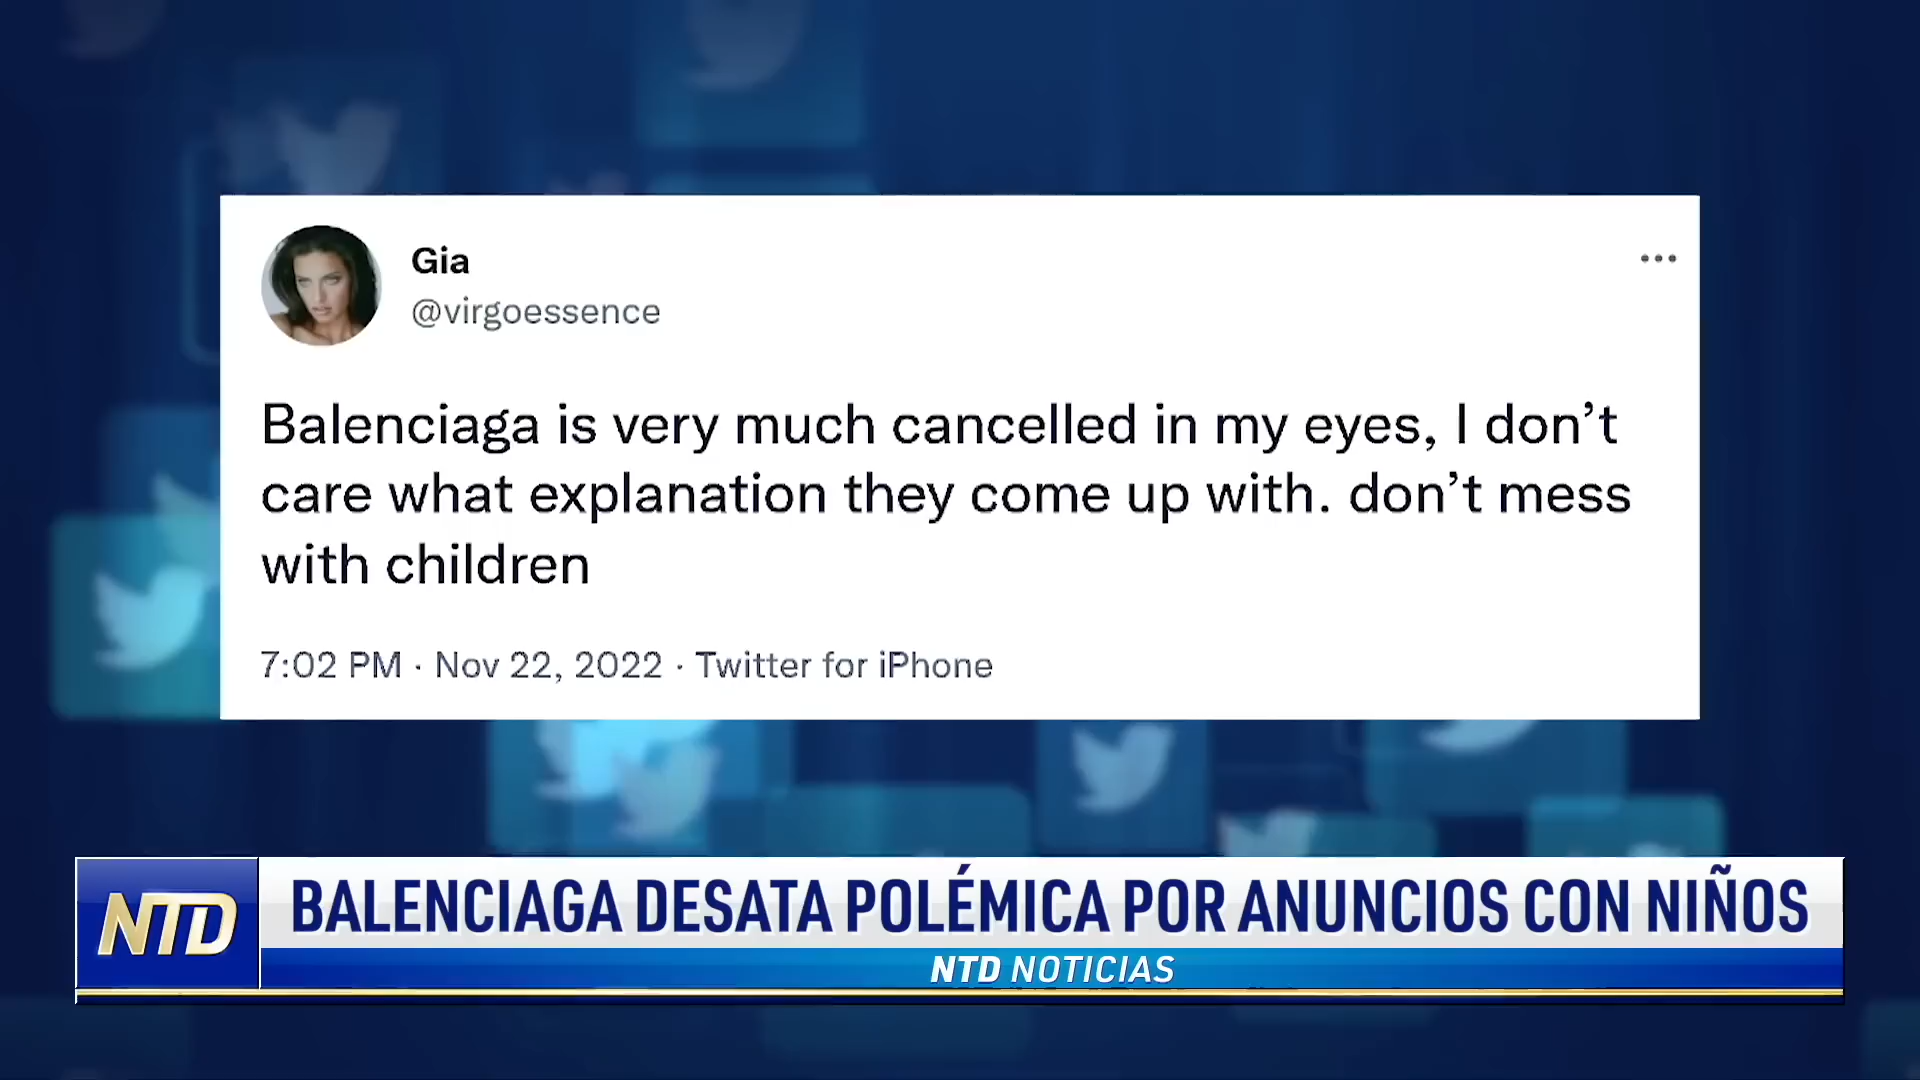 Gia
@virgoessence
Balenciaga is very much cancelled in my eyes, I don’t
care what explanation they come up with. don’t mess
with children
7:02 PM · Nov 22, 2022 · Twitter for iPhone
NTD
BALENCIAGA DESATA POLÉMICA POR ANUNCIOS CON NIÑOS
NTD NOTICIAS